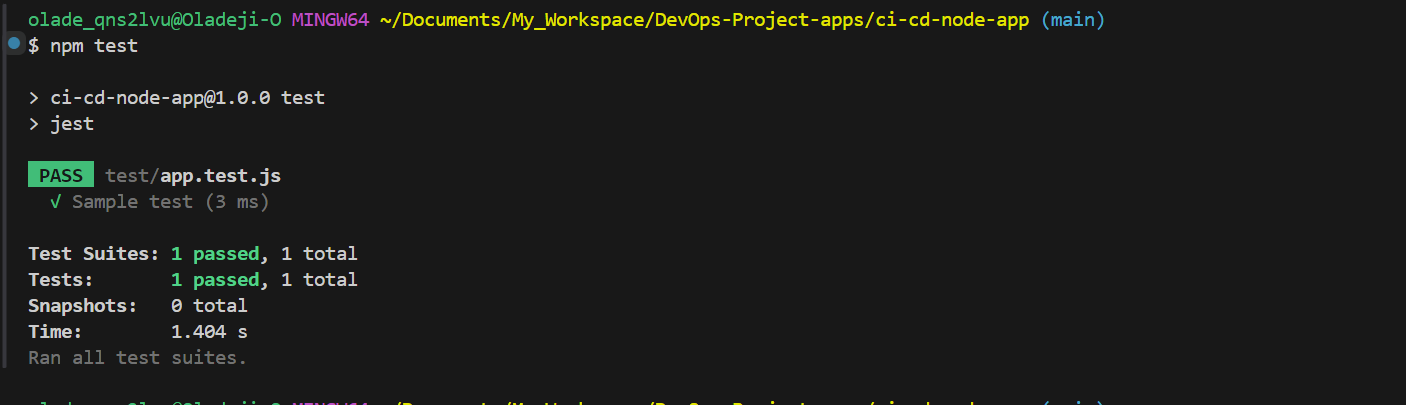 olade_qns2lvu@Oladeji-O MINGW64 ~/Documents/My_Workspace/DevOps-Project-apps/ci-cd-node-app (main)
$ npm test
> ci-cd-node-app@1.0.0 test
> jest
PASS test/app.test.js
√ Sample test (3 ms)
Test Suites: 1 passed, 1 total
Tests: 1 passed, 1 total
Snapshots: 0 total
Time: 1.404 s
Ran all test suites.